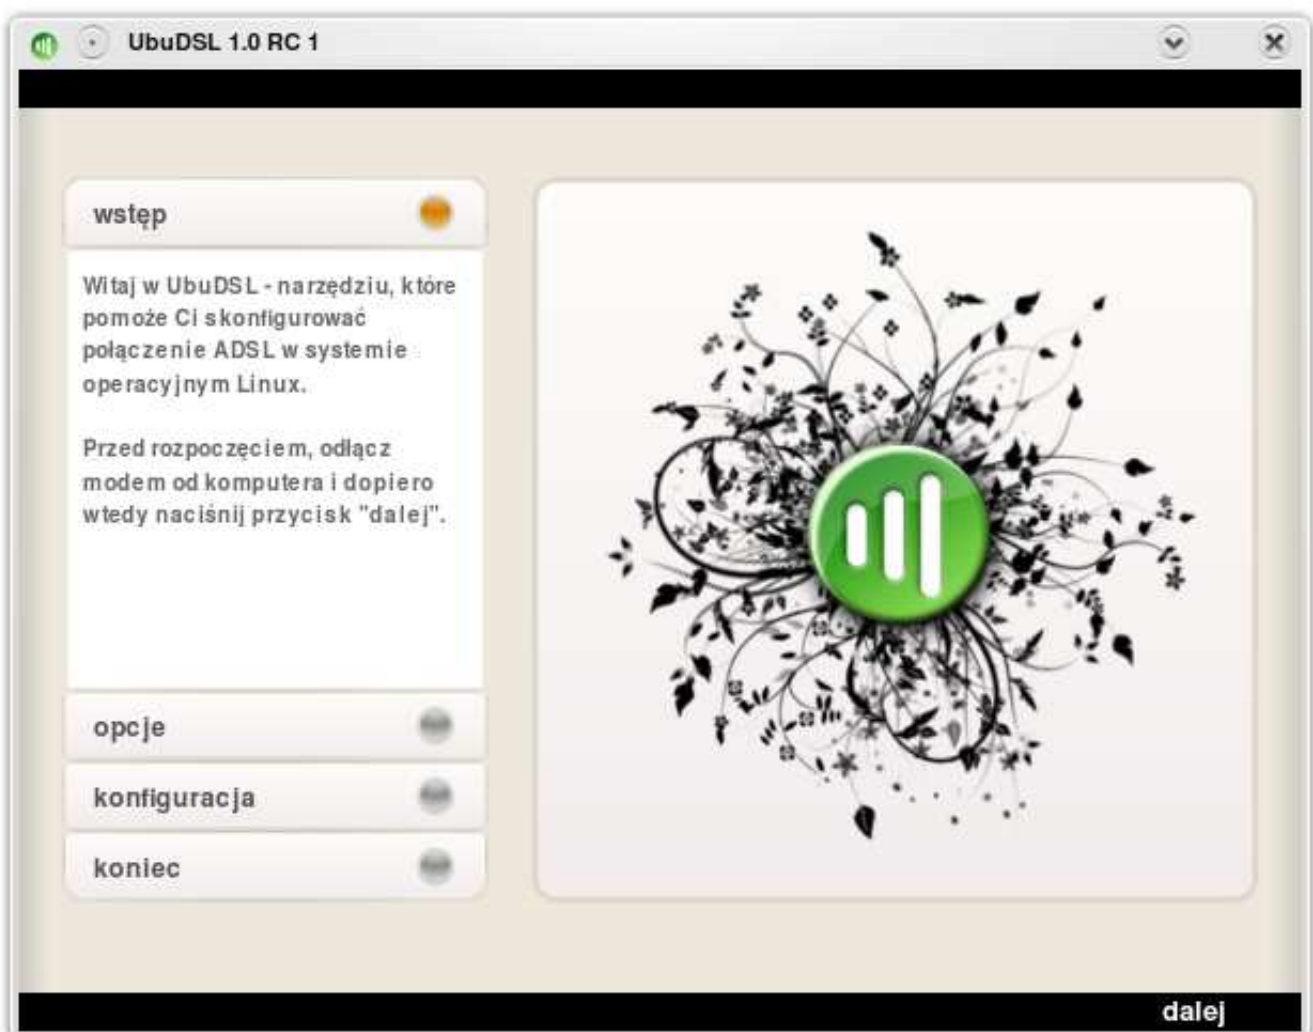 UbuDSL 1.0 RC 1
wstęp
Witaj w UbuDSL - narzędziu, które
pomoże Ci skonfigurować
połączenie ADSL w systemie
operacyjnym Linux.
Przed rozpoczęciem, odłącz
modem od komputera i dopiero
wtedy naciśnij przycisk "dalej".
opcje
konfiguracja
koniec
dalej